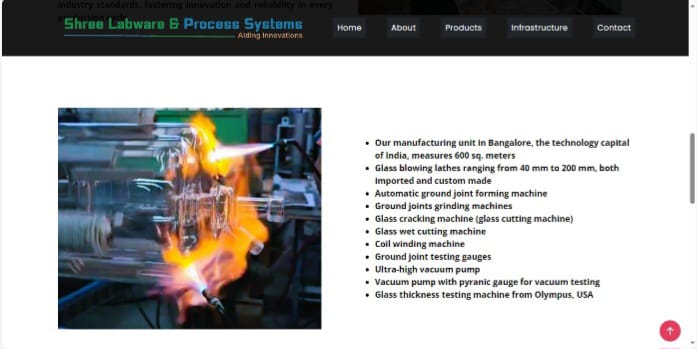 industry standards, fostering innovation and reliability in every
Shree Labware & Process Systems
Aiding Innovations
Home
About
Products
Infrastructure
Contact
• Our manufacturing unit in Bangalore, the technology capital
of India, measures 600 sq. meters
• Glass blowing lathes ranging from 40 mm to 200 mm, both
imported and custom made
• Automatic ground joint forming machine
• Ground joints grinding machines
• Glass cracking machine (glass cutting machine)
• Glass wet cutting machine
• Coil winding machine
• Ground joint testing gauges
• Ultra-high vacuum pump
• Vacuum pump with pyranic gauge for vacuum testing
• Glass thickness testing machine from Olympus, USA